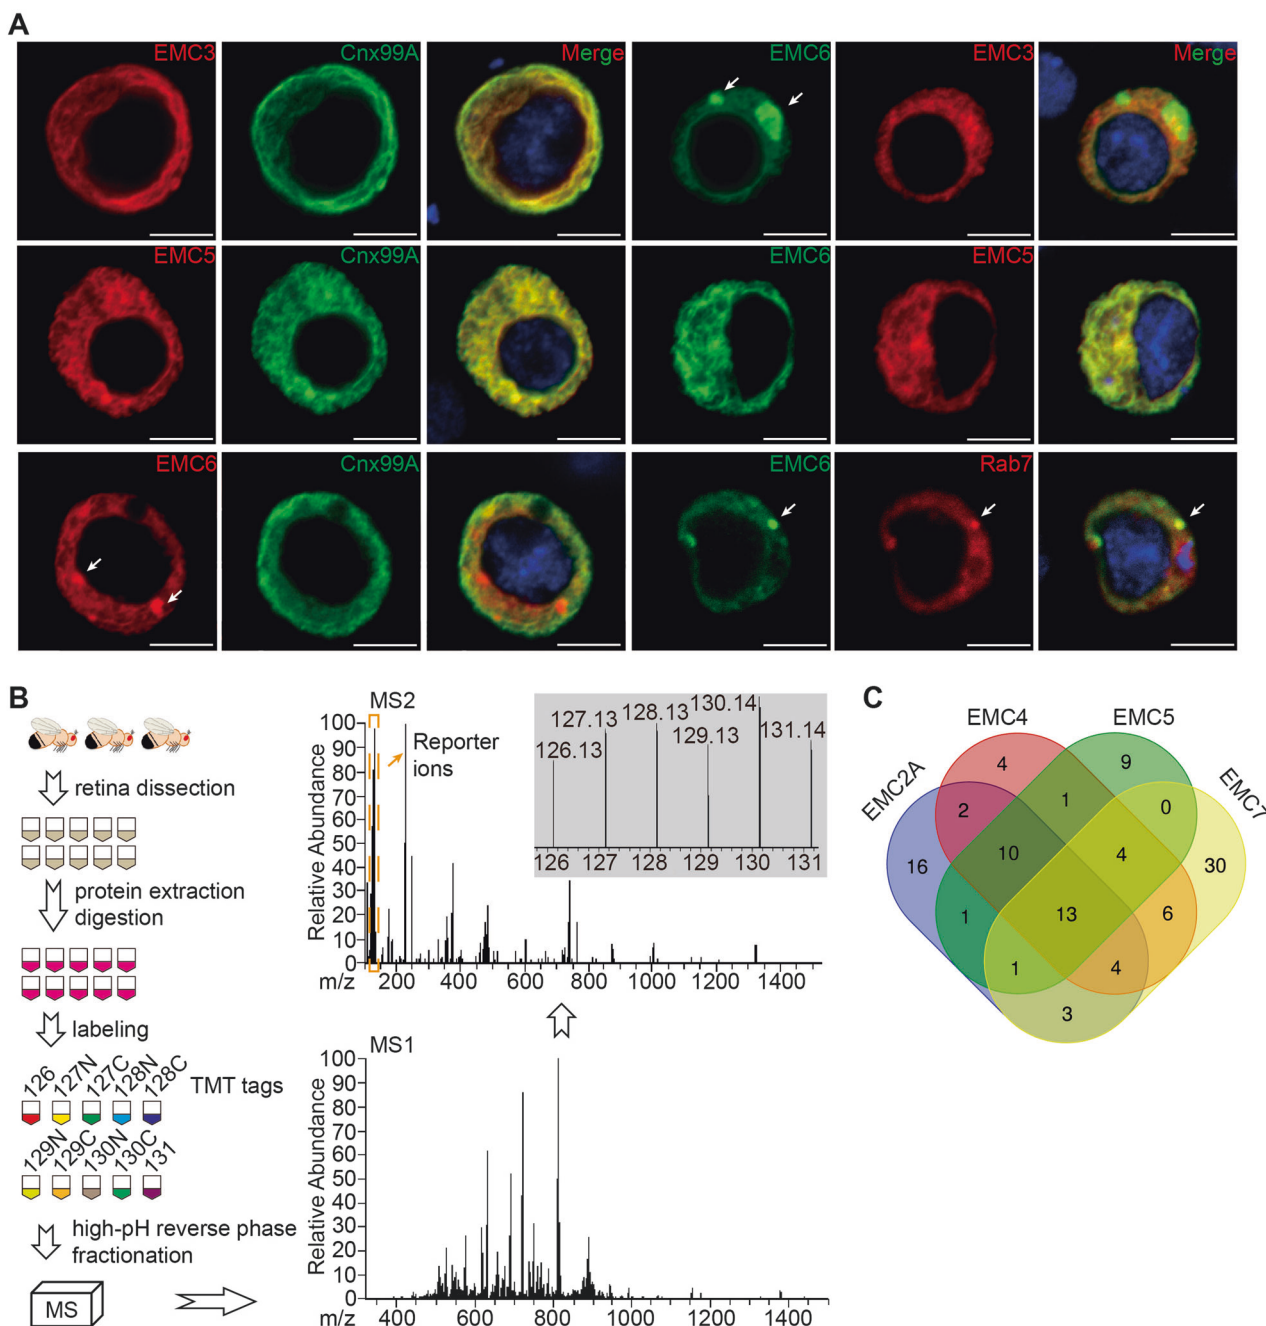 A
EMC3
Cnx99A
Merge
EMC6
EMC3
Merge
EMC5
Cnx99A
EMC6
EMC5
EMC6
Cnx99A
EMC6
Rab7
B
retina dissection
protein extraction
digestion
labeling
126
127N
127C
128N
128C
TMT tags
129N
129C
130N
130C
131
high-pH reverse phase
fractionation
MS
MS2
Relative Abundance
100
90
80
70
60
50
40
30
20
10
0
m/z
200
400
600
800
1000
1200
1400
Reporter
ions
126.13
127.13
128.13
129.13
130.14
131.14
126
127
128
129
130
131
MS1
Relative Abundance
100
90
80
70
60
50
40
30
20
10
0
m/z
400
600
800
1000
1200
1400
C
EMC2A
EMC4
EMC5
EMC7
4
9
2
1
0
16
10
4
30
1
13
6
1
4
3